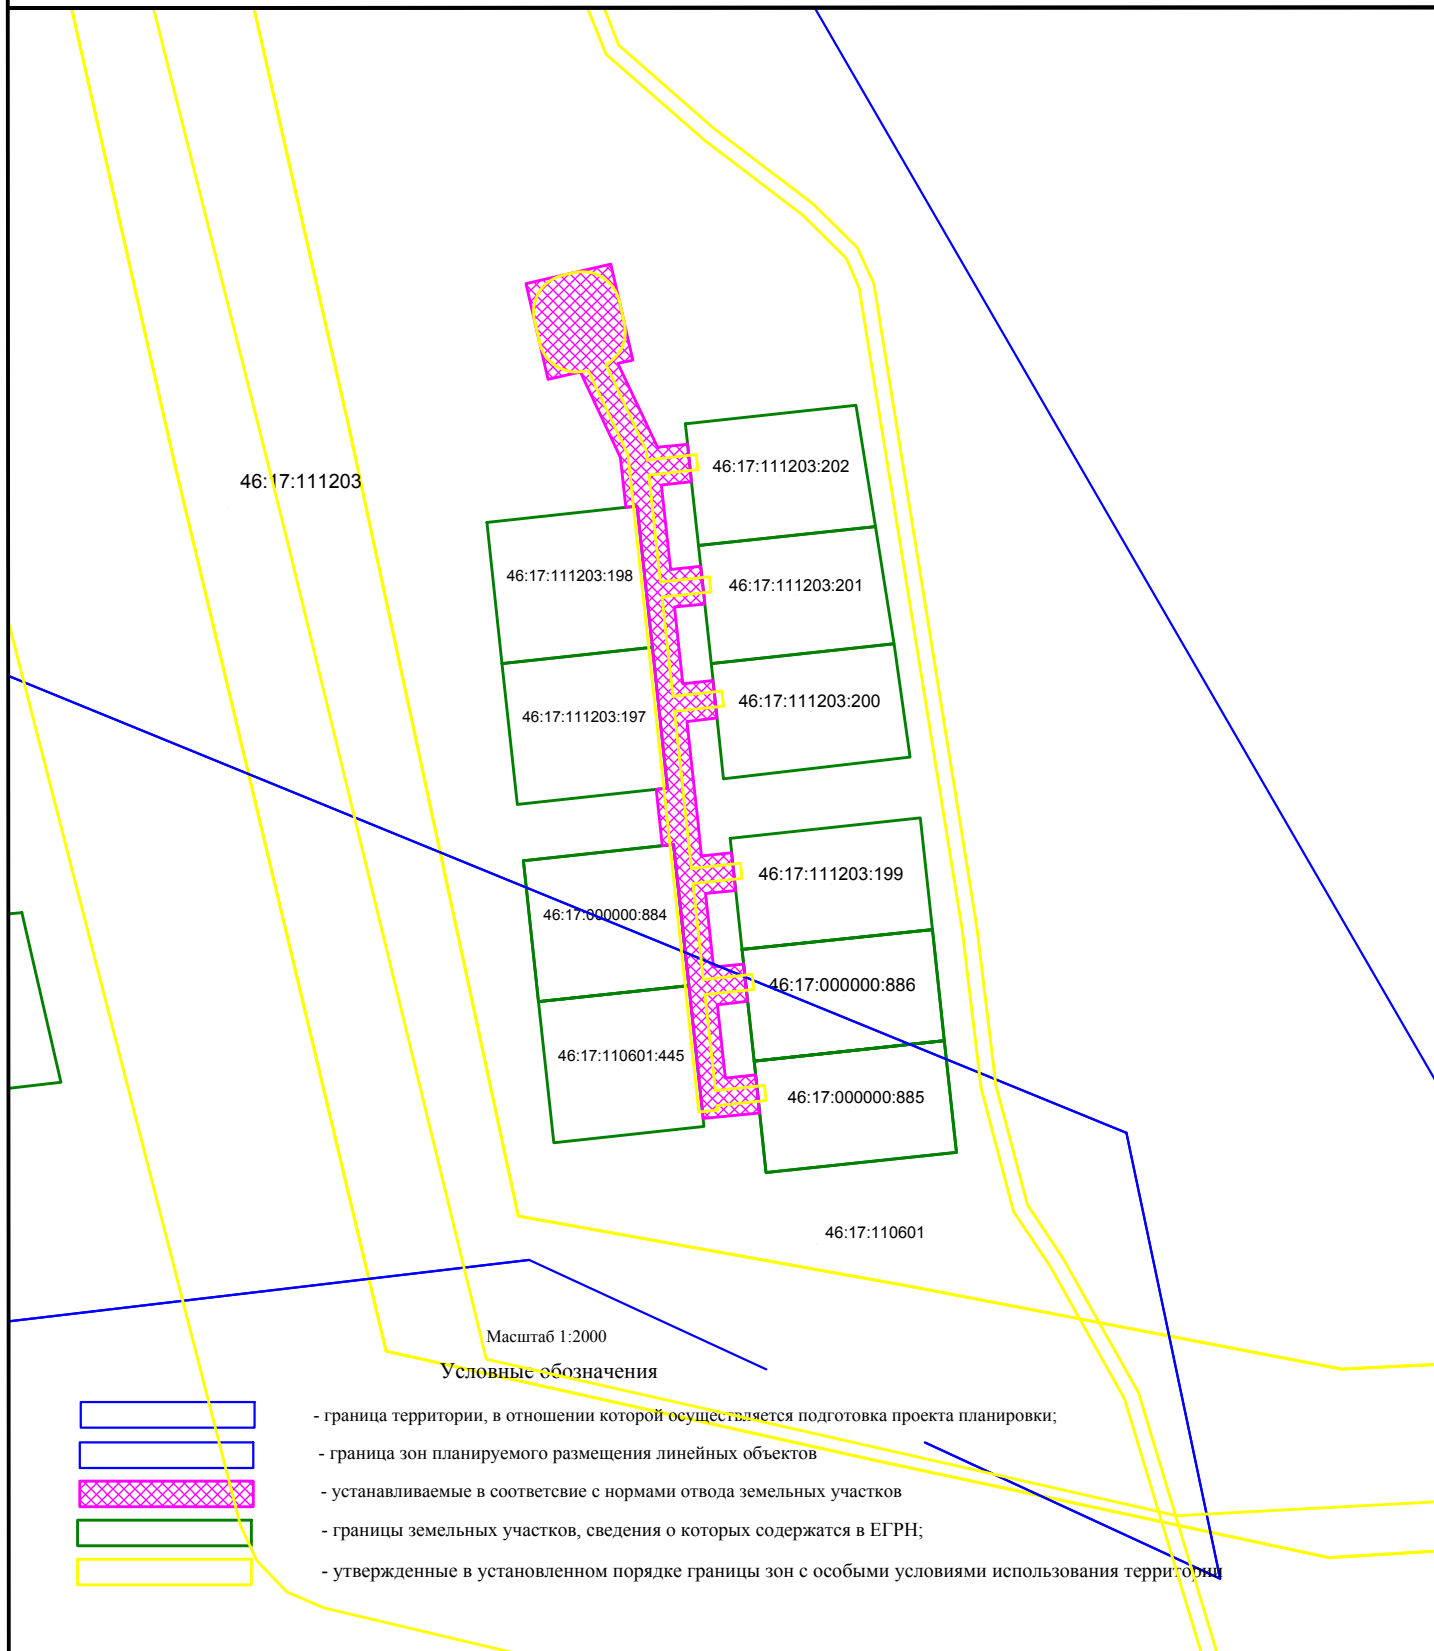 46:17:111203:202
46:17:111203
46:17:111203:198
46:17:111203:201
46:17:111203:200
46:17:111203:197
46:17:111203:199
46:17:000000:884
46:17:000000:886
46:17:110601:445
46:17:000000:885
46:17:110601
Масштаб 1:2000
Условные обозначения
- граница территории, в отношении которой осуществляется подготовка проекта планировки;
- граница зон планируемого размещения линейных объектов
- устанавливаемые в соответсвие с нормами отвода земельных участков
- границы земельных участков, сведения о которых содержатся в ЕГРН;
- утвержденные в установленном порядке границы зон с особыми условиями использования территории